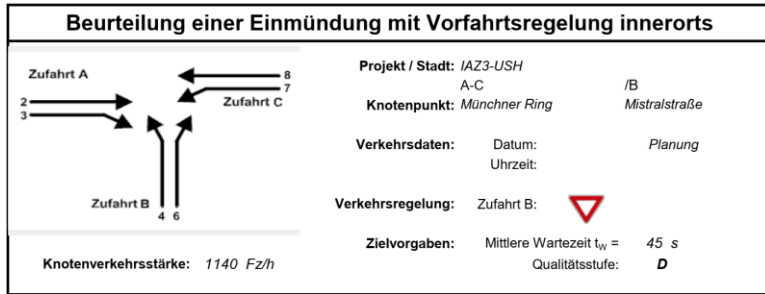 Beurteilung einer Einmündung mit Vorfahrtsregelung innerorts
Zufahrt A
8
7
Zufahrt C
2
3
Zufahrt B
4 6
Knotenverkehrsstärke: 1140 Fz/h
Projekt / Stadt: IAZ3-USH
A-C /B
Knotenpunkt: Münchner Ring Mistralstraße
Verkehrsdaten: Datum: Planung
Uhrzeit:
Verkehrsregelung: Zufahrt B:
Zielvorgaben: Mittlere Wartezeit tW = 45 s
Qualitätsstufe: D